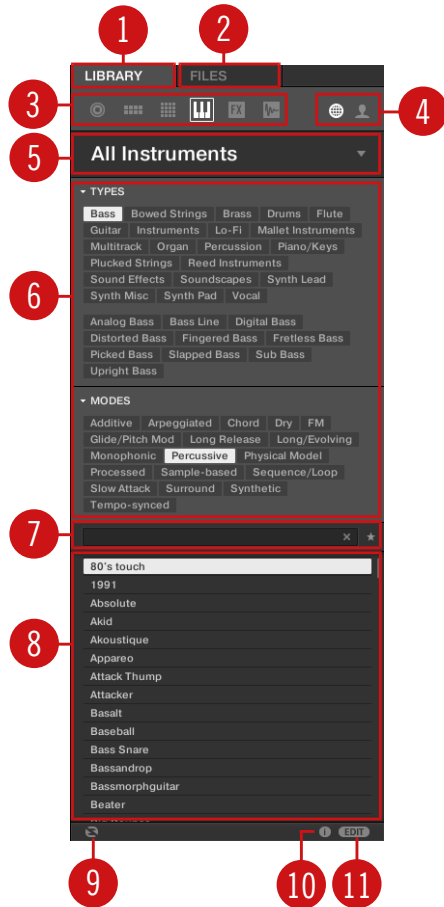 1
2
LIBRARY FILES
3
FX
4
5
All Instruments
TYPES
Bass Bowed Strings Brass Drums Flute
Guitar Instruments Lo-Fi Mallet Instruments
Multitrack Organ Percussion Piano/Keys
Plucked Strings Reed Instruments
6
Sound Effects Soundscapes Synth Lead
Synth Misc Synth Pad Vocal
Analog Bass Bass Line Digital Bass
Distorted Bass Fingered Bass Fretless Bass
Picked Bass Slapped Bass Sub Bass
Upright Bass
MODES
Additive Arpeggiated Chord Dry FM
Glide/Pitch Mod Long Release Long/Evolving
Monophonic Percussive Physical Model
Processed Sample-based Sequence/Loop
Slow Attack Surround Synthetic
Tempo-synced
7
80's touch
1991
Absolute
Akid
8
Akoustique
Appareo
Attack Thump
Attacker
Basalt
Baseball
Bass Snare
Bassandrop
Bassmorphguitar
Beater
i EDIT
9
10
11